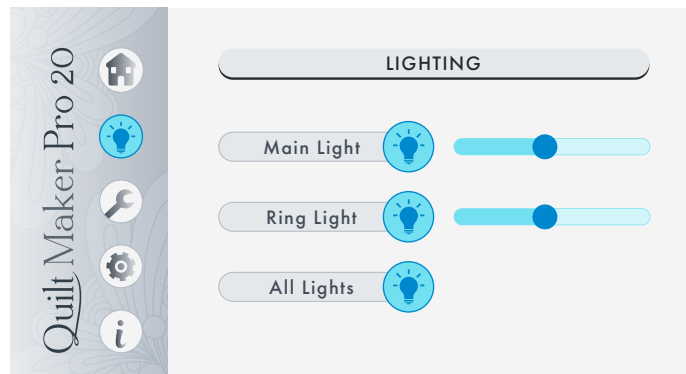 Quilt Maker Pro 20
LIGHTING
Main Light
Ring Light
All Lights
i